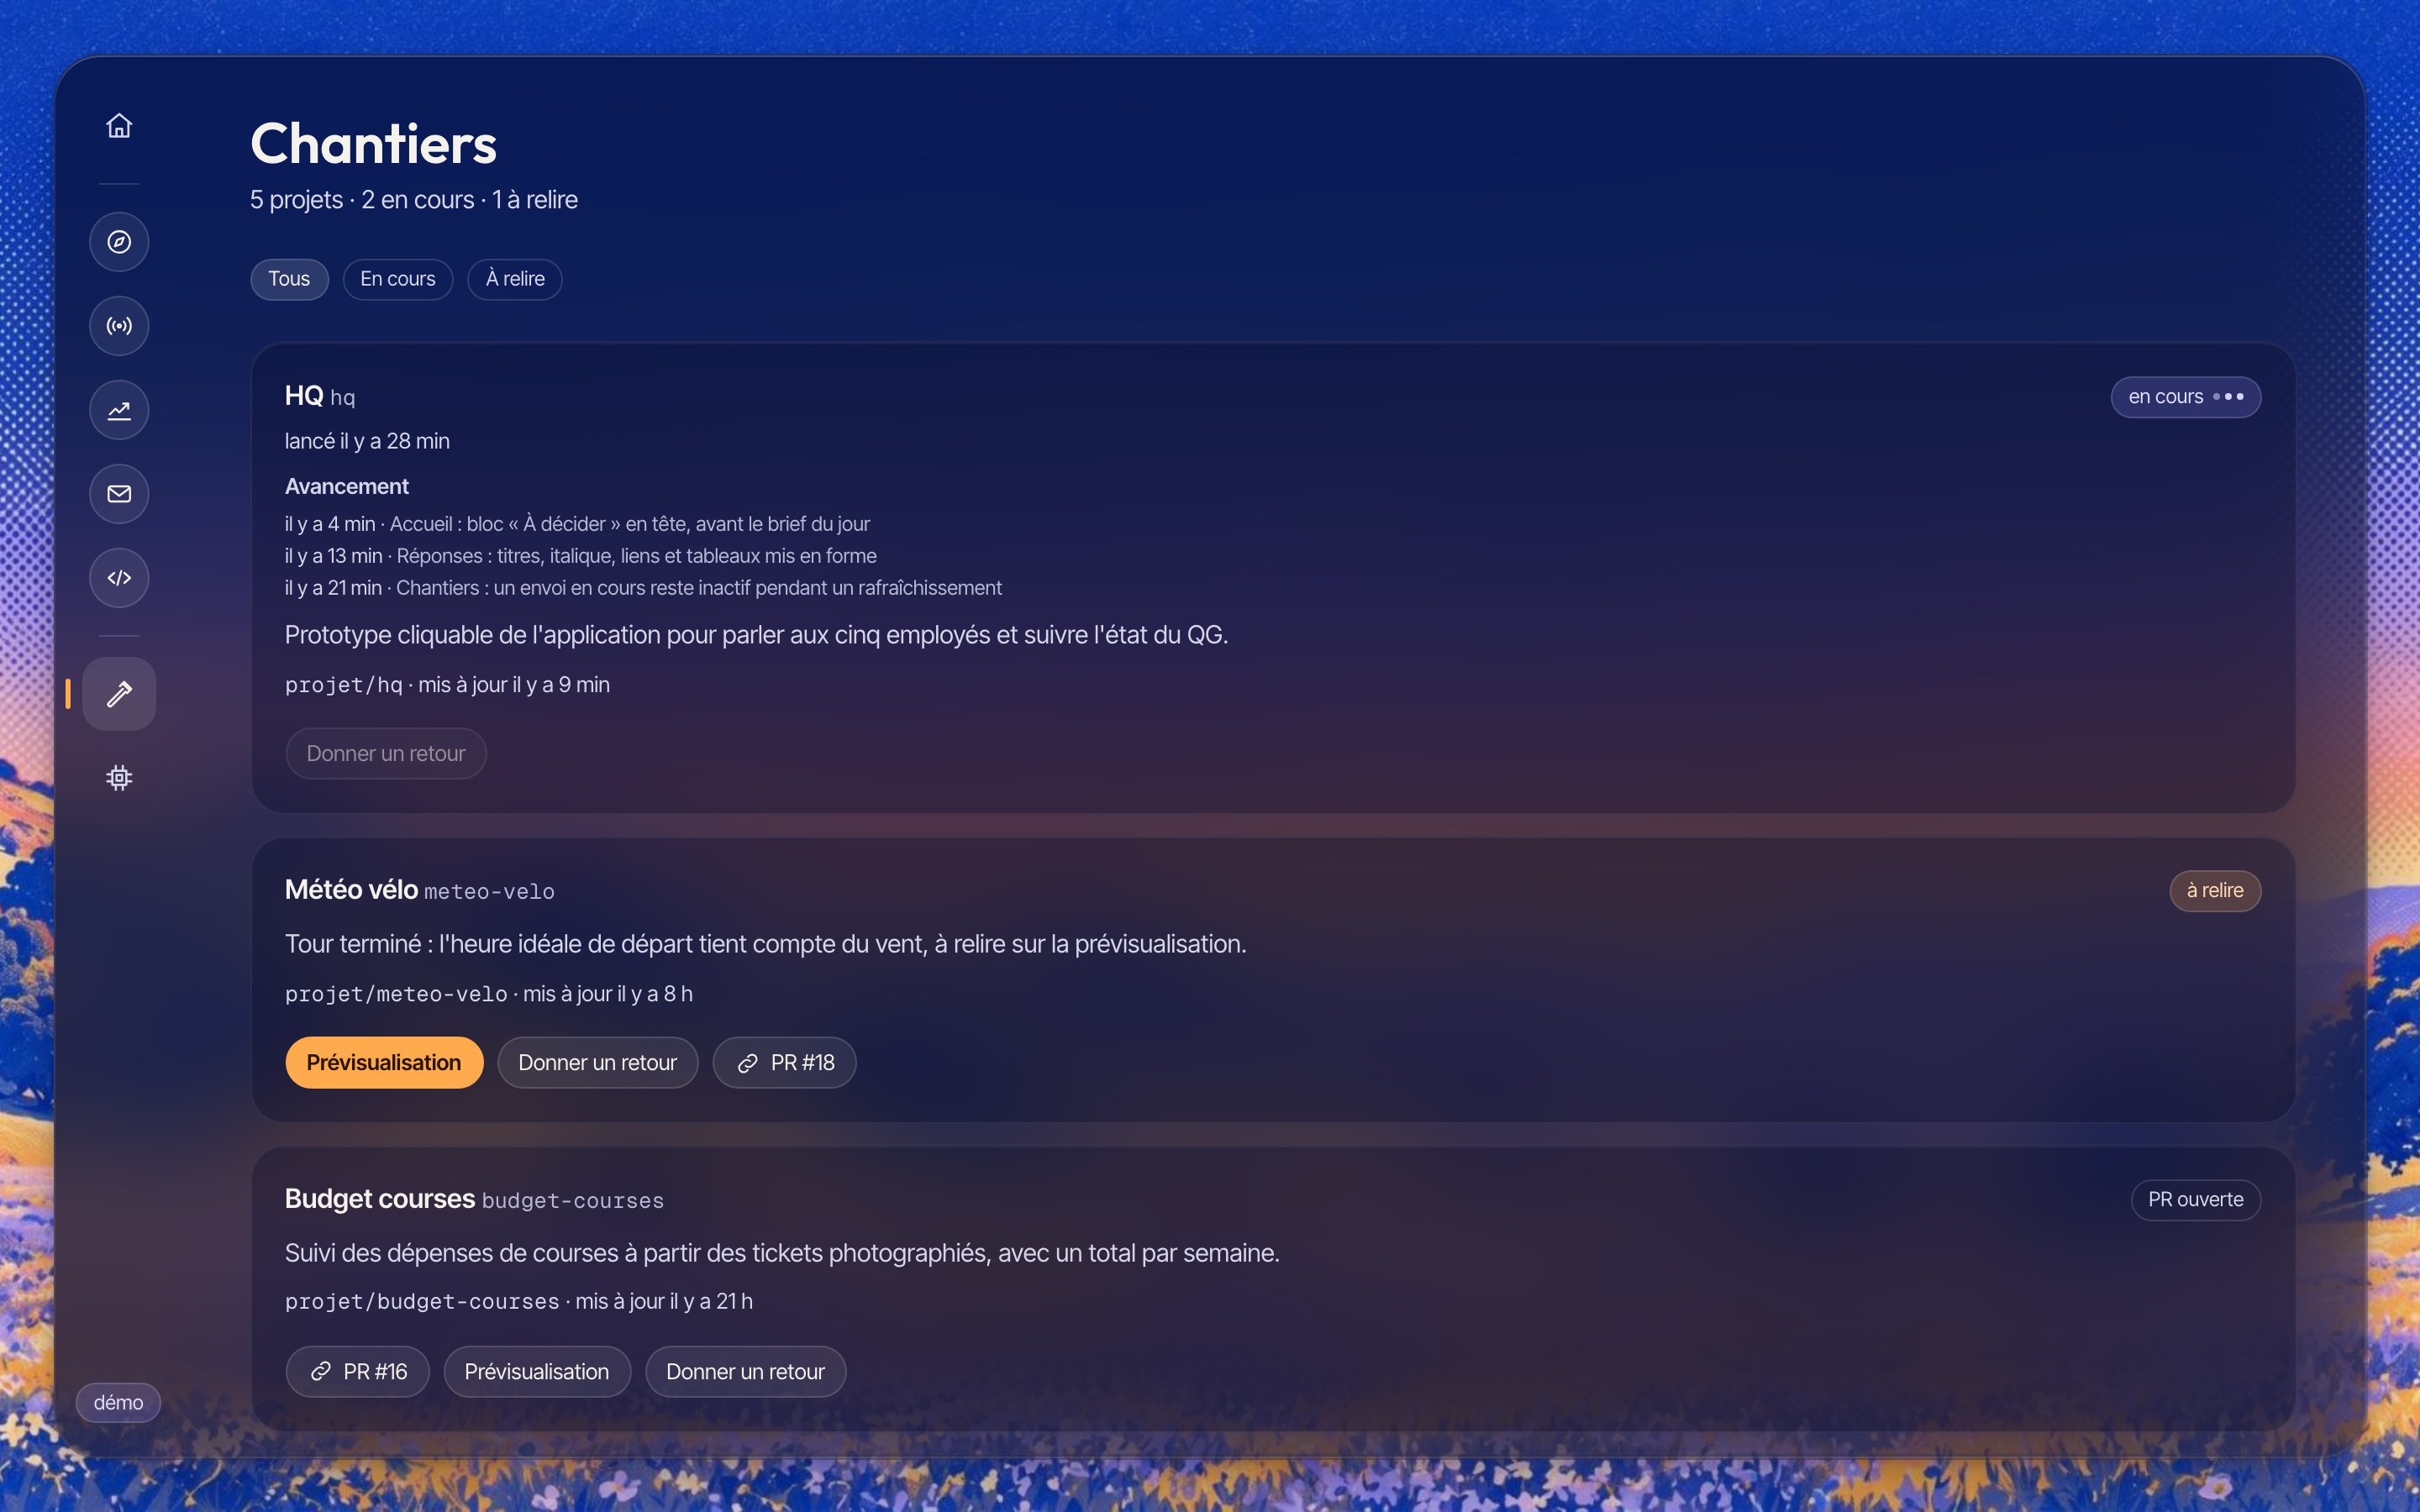 Chantiers
5 projets · 2 en cours · 1 à relire
Tous En cours À relire
HQ hq en cours
lancé il y a 28 min
Avancement
il y a 4 min · Accueil : bloc « À décider » en tête, avant le brief du jour
il y a 13 min · Réponses : titres, italique, liens et tableaux mis en forme
il y a 21 min · Chantiers : un envoi en cours reste inactif pendant un rafraîchissement
Prototype cliquable de l'application pour parler aux cinq employés et suivre l'état du QG.
projet/hq · mis à jour il y a 9 min
Donner un retour
Météo vélo meteo-velo à relire
Tour terminé : l'heure idéale de départ tient compte du vent, à relire sur la prévisualisation.
projet/meteo-velo · mis à jour il y a 8 h
Prévisualisation Donner un retour PR #18
Budget courses budget-courses PR ouverte
Suivi des dépenses de courses à partir des tickets photographiés, avec un total par semaine.
projet/budget-courses · mis à jour il y a 21 h
PR #16 Prévisualisation Donner un retour
démo